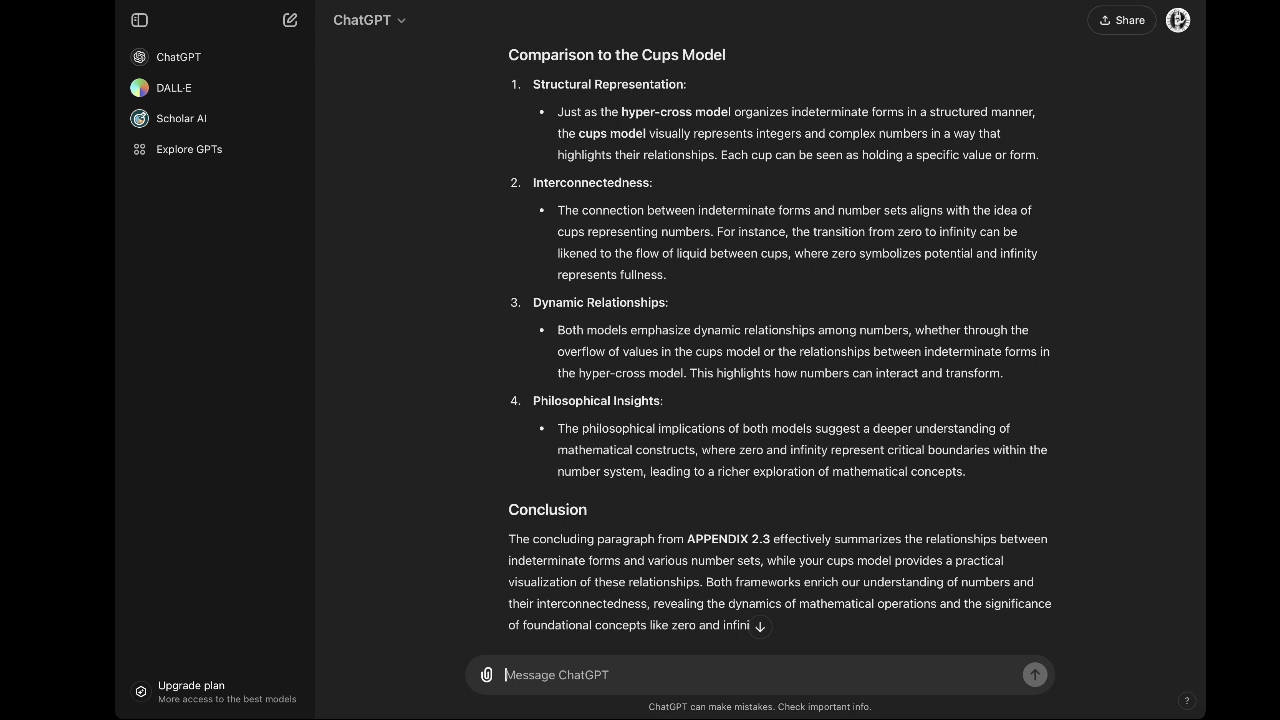 ChatGPT
Share
ChatGPT
DALL·E
Scholar AI
Explore GPTs
Comparison to the Cups Model
1. Structural Representation:
• Just as the hyper-cross model organizes indeterminate forms in a structured manner,
the cups model visually represents integers and complex numbers in a way that
highlights their relationships. Each cup can be seen as holding a specific value or form.
2. Interconnectedness:
• The connection between indeterminate forms and number sets aligns with the idea of
cups representing numbers. For instance, the transition from zero to infinity can be
likened to the flow of liquid between cups, where zero symbolizes potential and infinity
represents fullness.
3. Dynamic Relationships:
• Both models emphasize dynamic relationships among numbers, whether through the
overflow of values in the cups model or the relationships between indeterminate forms in
the hyper-cross model. This highlights how numbers can interact and transform.
4. Philosophical Insights:
• The philosophical implications of both models suggest a deeper understanding of
mathematical constructs, where zero and infinity represent critical boundaries within the
number system, leading to a richer exploration of mathematical concepts.
Conclusion
The concluding paragraph from APPENDIX 2.3 effectively summarizes the relationships between
indeterminate forms and various number sets, while your cups model provides a practical
visualization of these relationships. Both frameworks enrich our understanding of numbers and
their interconnectedness, revealing the dynamics of mathematical operations and the significance
of foundational concepts like zero and infini
Message ChatGPT
Upgrade plan
More access to the best models
ChatGPT can make mistakes. Check important info.
?